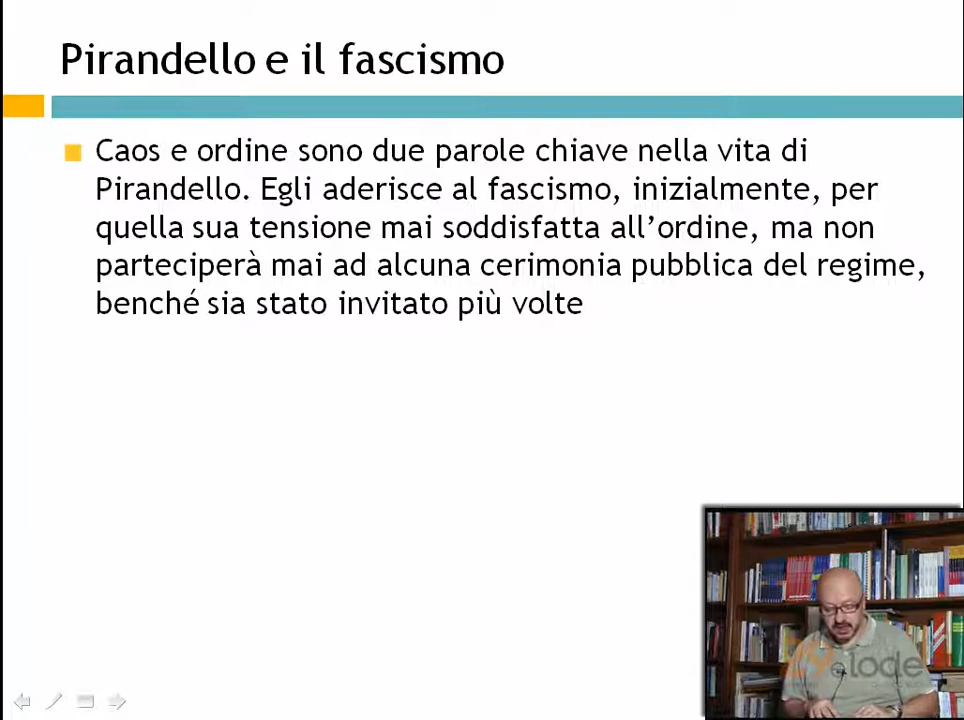 Pirandello e il fascismo
Caos e ordine sono due parole chiave nella vita di
Pirandello. Egli aderisce al fascismo, inizialmente, per
quella sua tensione mai soddisfatta all’ordine, ma non
parteciperà mai ad alcuna cerimonia pubblica del regime,
benché sia stato invitato più volte
elode